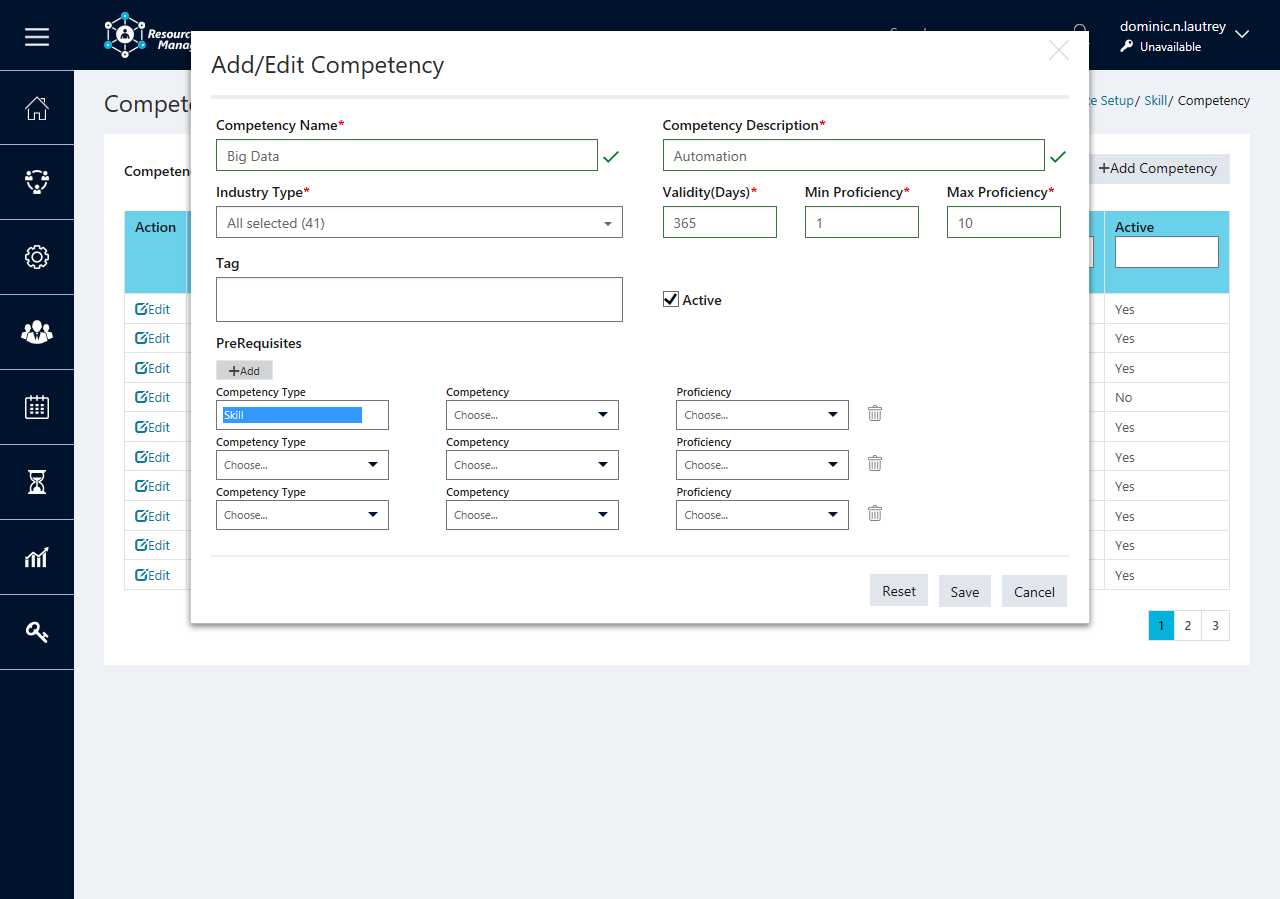 Resourc
Manag
dominic.n.lautrey
Unavailable
Compete
e Setup/ Skill/ Competency
Competen
+Add Competency
Action
Active
Edit
Yes
Edit
Yes
Edit
Yes
Edit
No
Edit
Yes
Edit
Yes
Edit
Yes
Edit
Yes
Edit
Yes
Edit
Yes
1 2 3
Add/Edit Competency
Competency Name*
Competency Description*
Big Data
Automation
Industry Type*
Validity(Days)*
Min Proficiency*
Max Proficiency*
All selected (41)
365
1
10
Tag
Active
PreRequisites
+Add
Competency Type
Competency
Proficiency
Skill
Choose...
Choose...
Competency Type
Competency
Proficiency
Choose...
Choose...
Choose...
Competency Type
Competency
Proficiency
Choose...
Choose...
Choose...
Reset
Save
Cancel